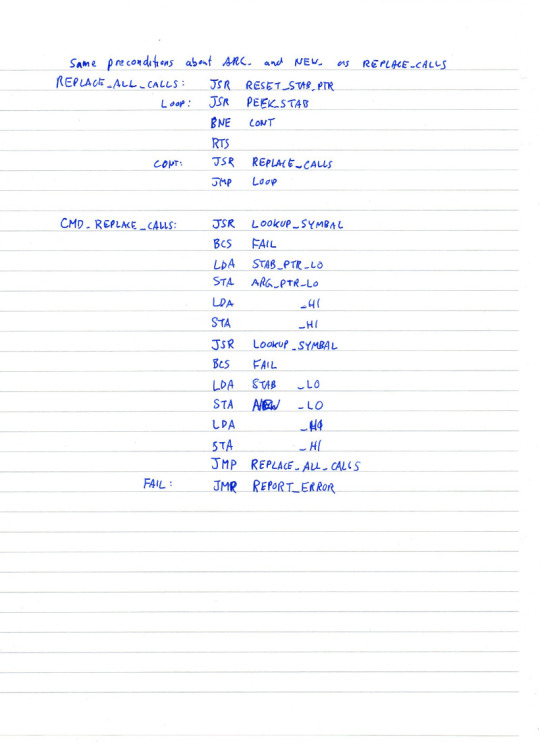 Same preconditions about ARG_ and NEW_ as REPLACE_CALLS
REPLACE_ALL_CALLS: JSR RESET_STAB_PTR
Loop: JSR PEEK_STAB
BNE CONT
RTS
CONT: JSR REPLACE_CALLS
JMP Loop
CMD_REPLACE_CALLS: JSR LOOKUP_SYMBAL
BCS FAIL
LDA STAB_PTR_LO
STA ARG_PTR_LO
LDA _HI
STA _HI
JSR LOOKUP_SYMBAL
BCS FAIL
LDA STAB _LO
STA NEW _LO
LDA _HI
STA _HI
JMP REPLACE_ALL_CALLS
FAIL: JMP REPORT_ERROR